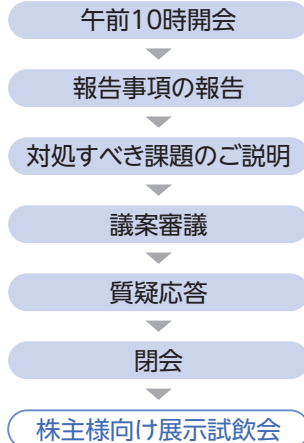 午前10時開会
報告事項の報告
対処すべき課題のご説明
議案審議
質疑応答
閉会
株主様向け展示試飲会